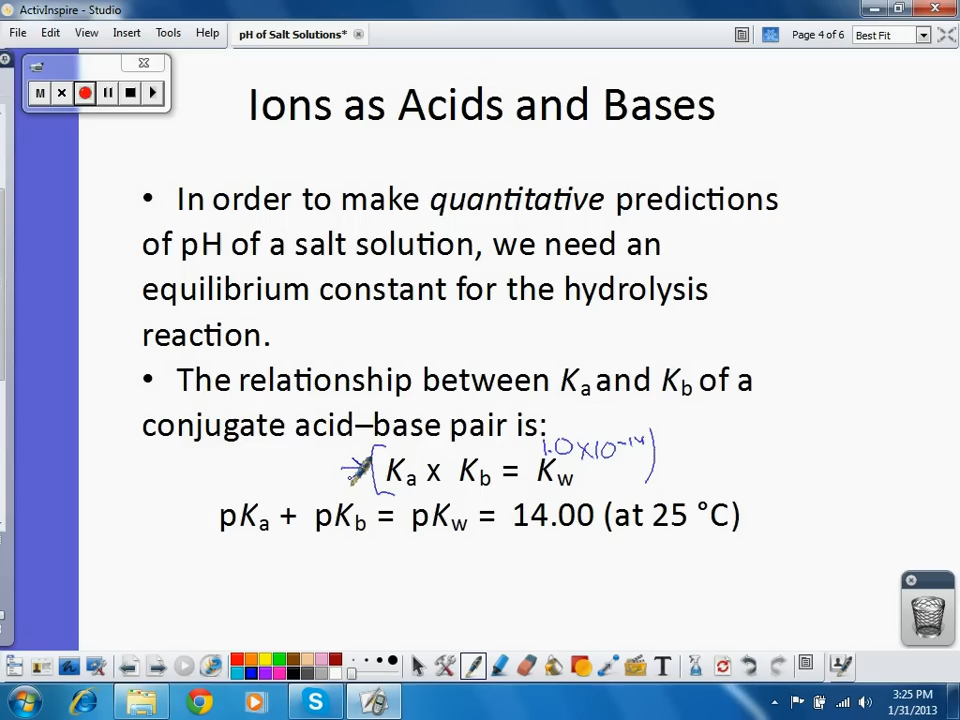 ActivInspire - Studio
File Edit View Insert Tools Help pH of Salt Solutions* Page 4 of 6 Best Fit
M
Ions as Acids and Bases
• In order to make quantitative predictions
of pH of a salt solution, we need an
equilibrium constant for the hydrolysis
reaction.
• The relationship between Ka and Kb of a
conjugate acid–base pair is:
1.0x10-14
Ka x Kb = Kw
pKa + pKb = pKw = 14.00 (at 25 °C)
T
3:25 PM
1/31/2013